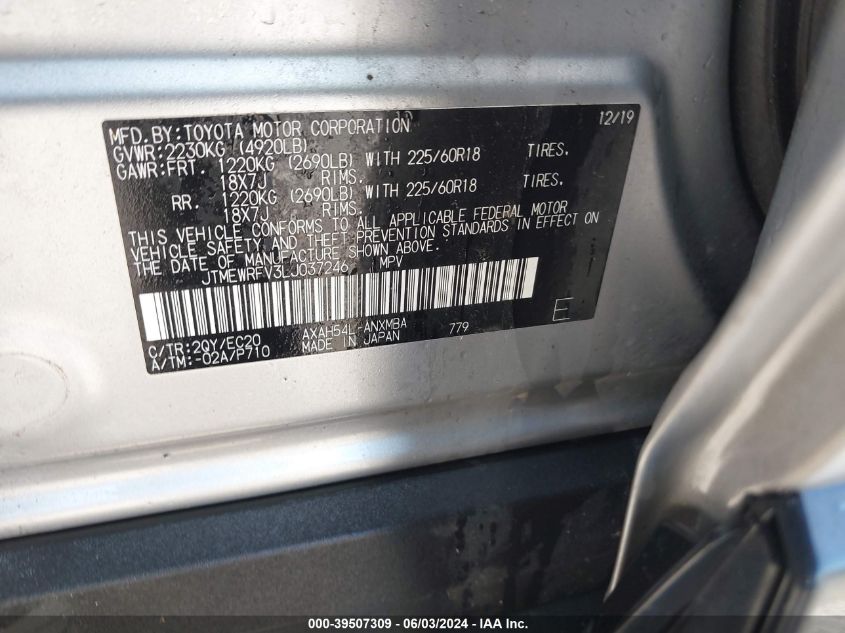 MFD.BY:TOYOTA MOTOR CORPORATION 12/19
GVWR:2230KG (4920LB)
GAWR:FRT. 1220KG (2690LB) WITH 225/60R18 TIRES,
18X7J RIMS.
RR. 1220KG (2690LB) WITH 225/60R18 TIRES,
18X7J RIMS.
THIS VEHICLE CONFORMS TO ALL APPLICABLE FEDERAL MOTOR
VEHICLE SAFETY AND THEFT PREVENTION STANDARDS IN EFFECT ON
THE DATE OF MANUFACTURE SHOWN ABOVE.
JTMEWRFV3LJ037246 MPV
C/TR:2QY/EC20 AXAH54L-ANXMBA 779 E
A/TM:-02A/P710 MADE IN JAPAN
000-39507309 - 06/03/2024 - IAAI.com